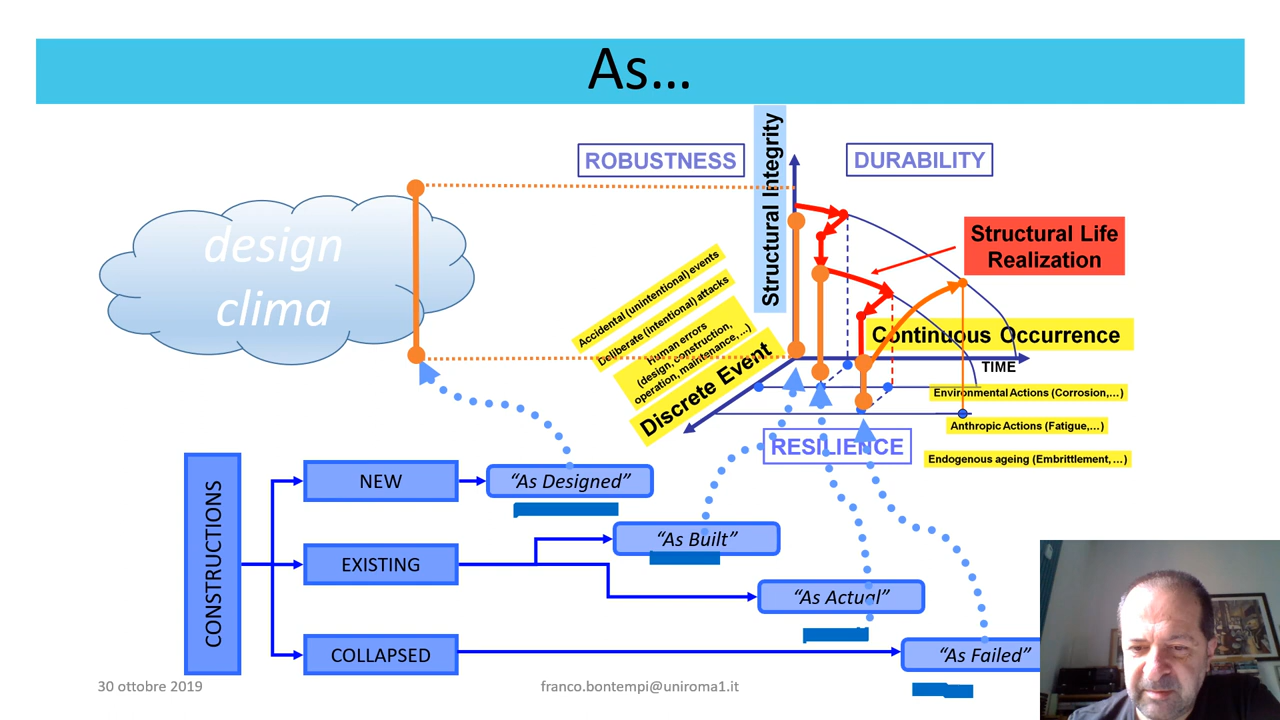 As...
ROBUSTNESS
Structural Integrity
DURABILITY
design
clima
Structural Life
Realization
Accidental (unintentional) events
Deliberate (intentional) attacks
Human errors
(design, construction,
operation, maintenance, ...)
Discrete Event
Continuous Occurrence
TIME
Environmental Actions (Corrosion,...)
Anthropic Actions (Fatigue,...)
Endogenous ageing (Embrittlement, ...)
RESILIENCE
CONSTRUCTIONS
NEW
“As Designed”
“As Built”
EXISTING
“As Actual”
COLLAPSED
“As Failed”
30 ottobre 2019
franco.bontempi@uniroma1.it